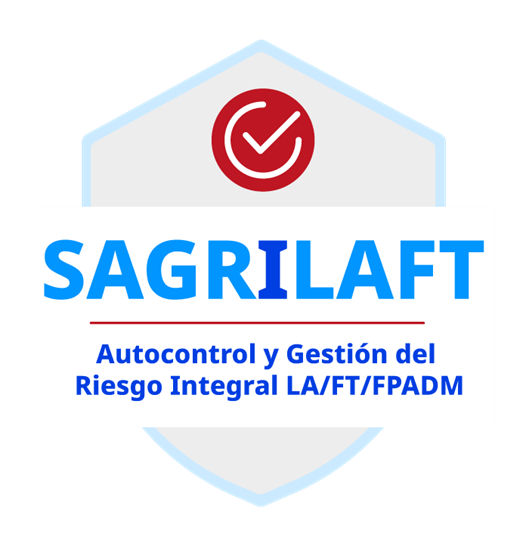 SAGRILAFT
Autocontrol y Gestión del
Riesgo Integral LA/FT/FPADM